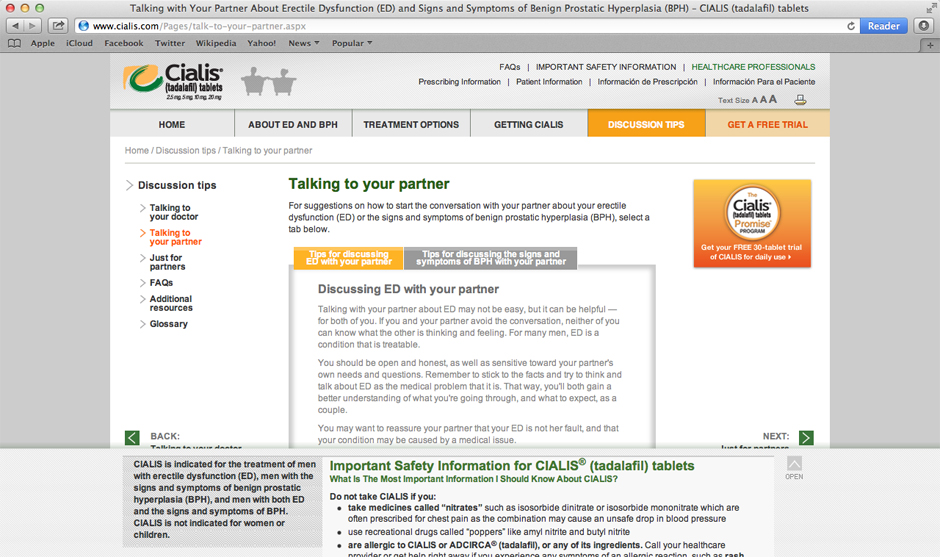 Talking with Your Partner About Erectile Dysfunction (ED) and Signs and Symptoms of Benign Prostatic Hyperplasia (BPH) – CIALIS (tadalafil) tablets
www.cialis.com/Pages/talk-to-your-partner.aspx
Reader
Apple iCloud Facebook Twitter Wikipedia Yahoo! News Popular
Cialis®
(tadalafil) tablets
2.5 mg, 5 mg, 10 mg, 20 mg
FAQs | IMPORTANT SAFETY INFORMATION | HEALTHCARE PROFESSIONALS
Prescribing Information | Patient Information | Información de Prescripción | Información Para el Paciente
Text Size A A A
HOME ABOUT ED AND BPH TREATMENT OPTIONS GETTING CIALIS DISCUSSION TIPS GET A FREE TRIAL
Home / Discussion tips / Talking to your partner
Discussion tips
Talking to
your doctor
Talking to
your partner
Just for
partners
FAQs
Additional
resources
Glossary
Talking to your partner
For suggestions on how to start the conversation with your partner about your erectile
dysfunction (ED) or the signs and symptoms of benign prostatic hyperplasia (BPH), select a
tab below.
Tips for discussing
ED with your partner
Tips for discussing the signs and
symptoms of BPH with your partner
Discussing ED with your partner
Talking with your partner about ED may not be easy, but it can be helpful —
for both of you. If you and your partner avoid the conversation, neither of you
can know what the other is thinking and feeling. For many men, ED is a
condition that is treatable.
You should be open and honest, as well as sensitive toward your partner's
own needs and questions. Remember to stick to the facts and try to think and
talk about ED as the medical problem that it is. That way, you'll both gain a
better understanding of what you're going through, and what to expect, as a
couple.
You may want to reassure your partner that your ED is not her fault, and that
your condition may be caused by a medical issue.
The
Cialis®
(tadalafil) tablets
Promise™
PROGRAM
Get your FREE 30-tablet trial
of CIALIS for daily use
BACK:
Talking to your doctor
NEXT:
Just for partners
CIALIS is indicated for the treatment of men
with erectile dysfunction (ED), men with the
signs and symptoms of benign prostatic
hyperplasia (BPH), and men with both ED
and the signs and symptoms of BPH.
CIALIS is not indicated for women or
children.
Important Safety Information for CIALIS® (tadalafil) tablets
What Is The Most Important Information I Should Know About CIALIS?
Do not take CIALIS if you:
• take medicines called “nitrates” such as isosorbide dinitrate or isosorbide mononitrate which are
often prescribed for chest pain as the combination may cause an unsafe drop in blood pressure
• use recreational drugs called “poppers” like amyl nitrite and butyl nitrite
• are allergic to CIALIS or ADCIRCA® (tadalafil), or any of its ingredients. Call your healthcare
provider or get help right away if you experience any symptoms of an allergic reaction, such as rash,
OPEN